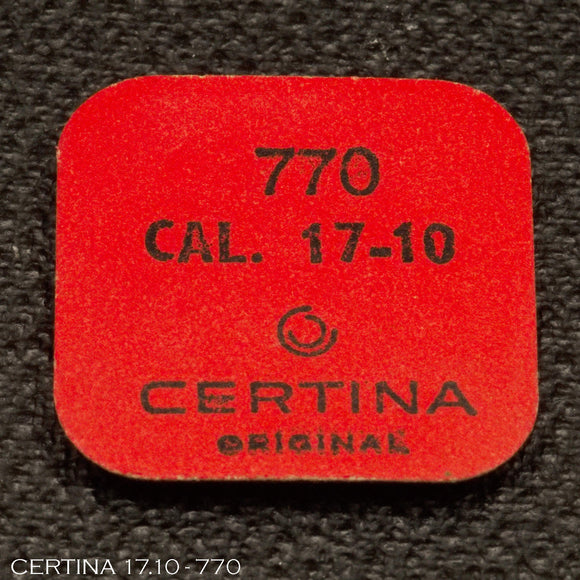 770
CAL. 17-10
CERTINA
ORIGINAL
CERTINA 17.10 - 770